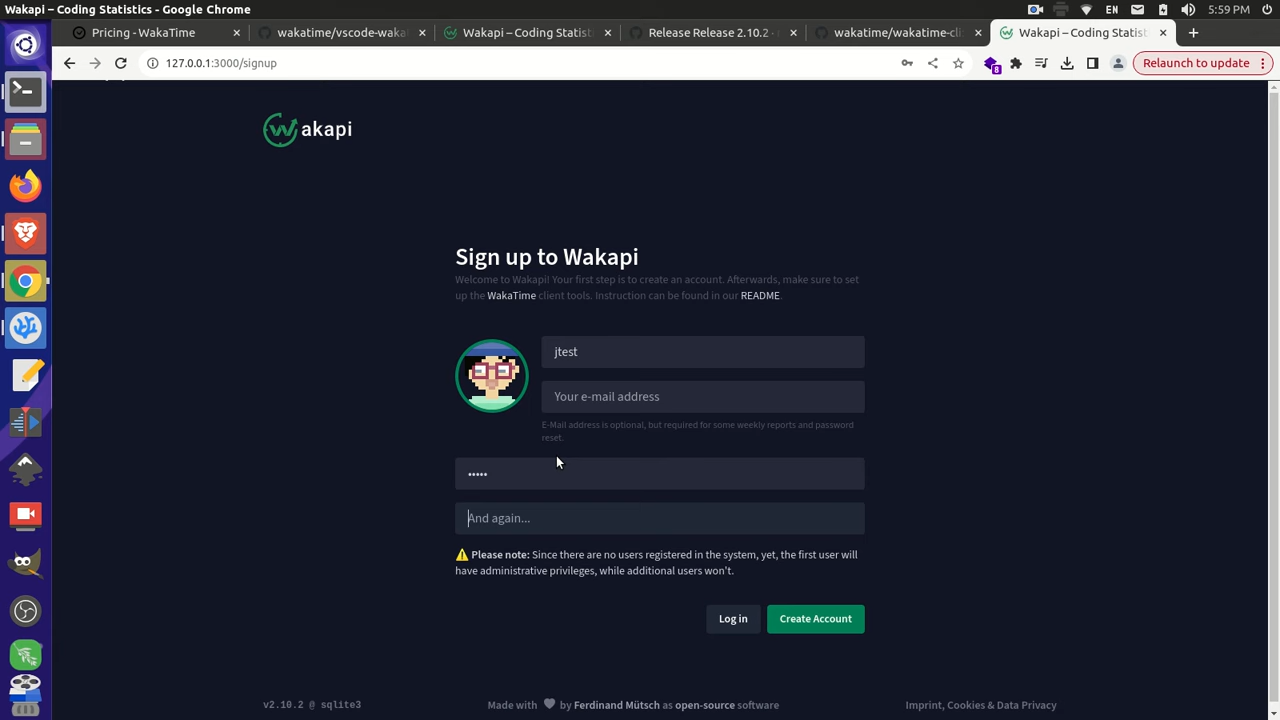 Wakapi – Coding Statistics - Google Chrome
EN
5:59 PM
Pricing - WakaTime
wakatime/vscode-waka
Wakapi – Coding Statis
Release Release 2.10.2 ·
wakatime/wakatime-cli
Wakapi – Coding Statist
127.0.0.1:3000/signup
8
Relaunch to update
akapi
Sign up to Wakapi
Welcome to Wakapi! Your first step is to create an account. Afterwards, make sure to set
up the WakaTime client tools. Instruction can be found in our README.
jtest
Your e-mail address
E-Mail address is optional, but required for some weekly reports and password
reset.
•••••
And again...
⚠️ Please note: Since there are no users registered in the system, yet, the first user will
have administrative privileges, while additional users won't.
Log in
Create Account
v2.10.2 @ sqlite3
Made with ♥ by Ferdinand Mütsch as open-source software
Imprint, Cookies & Data Privacy